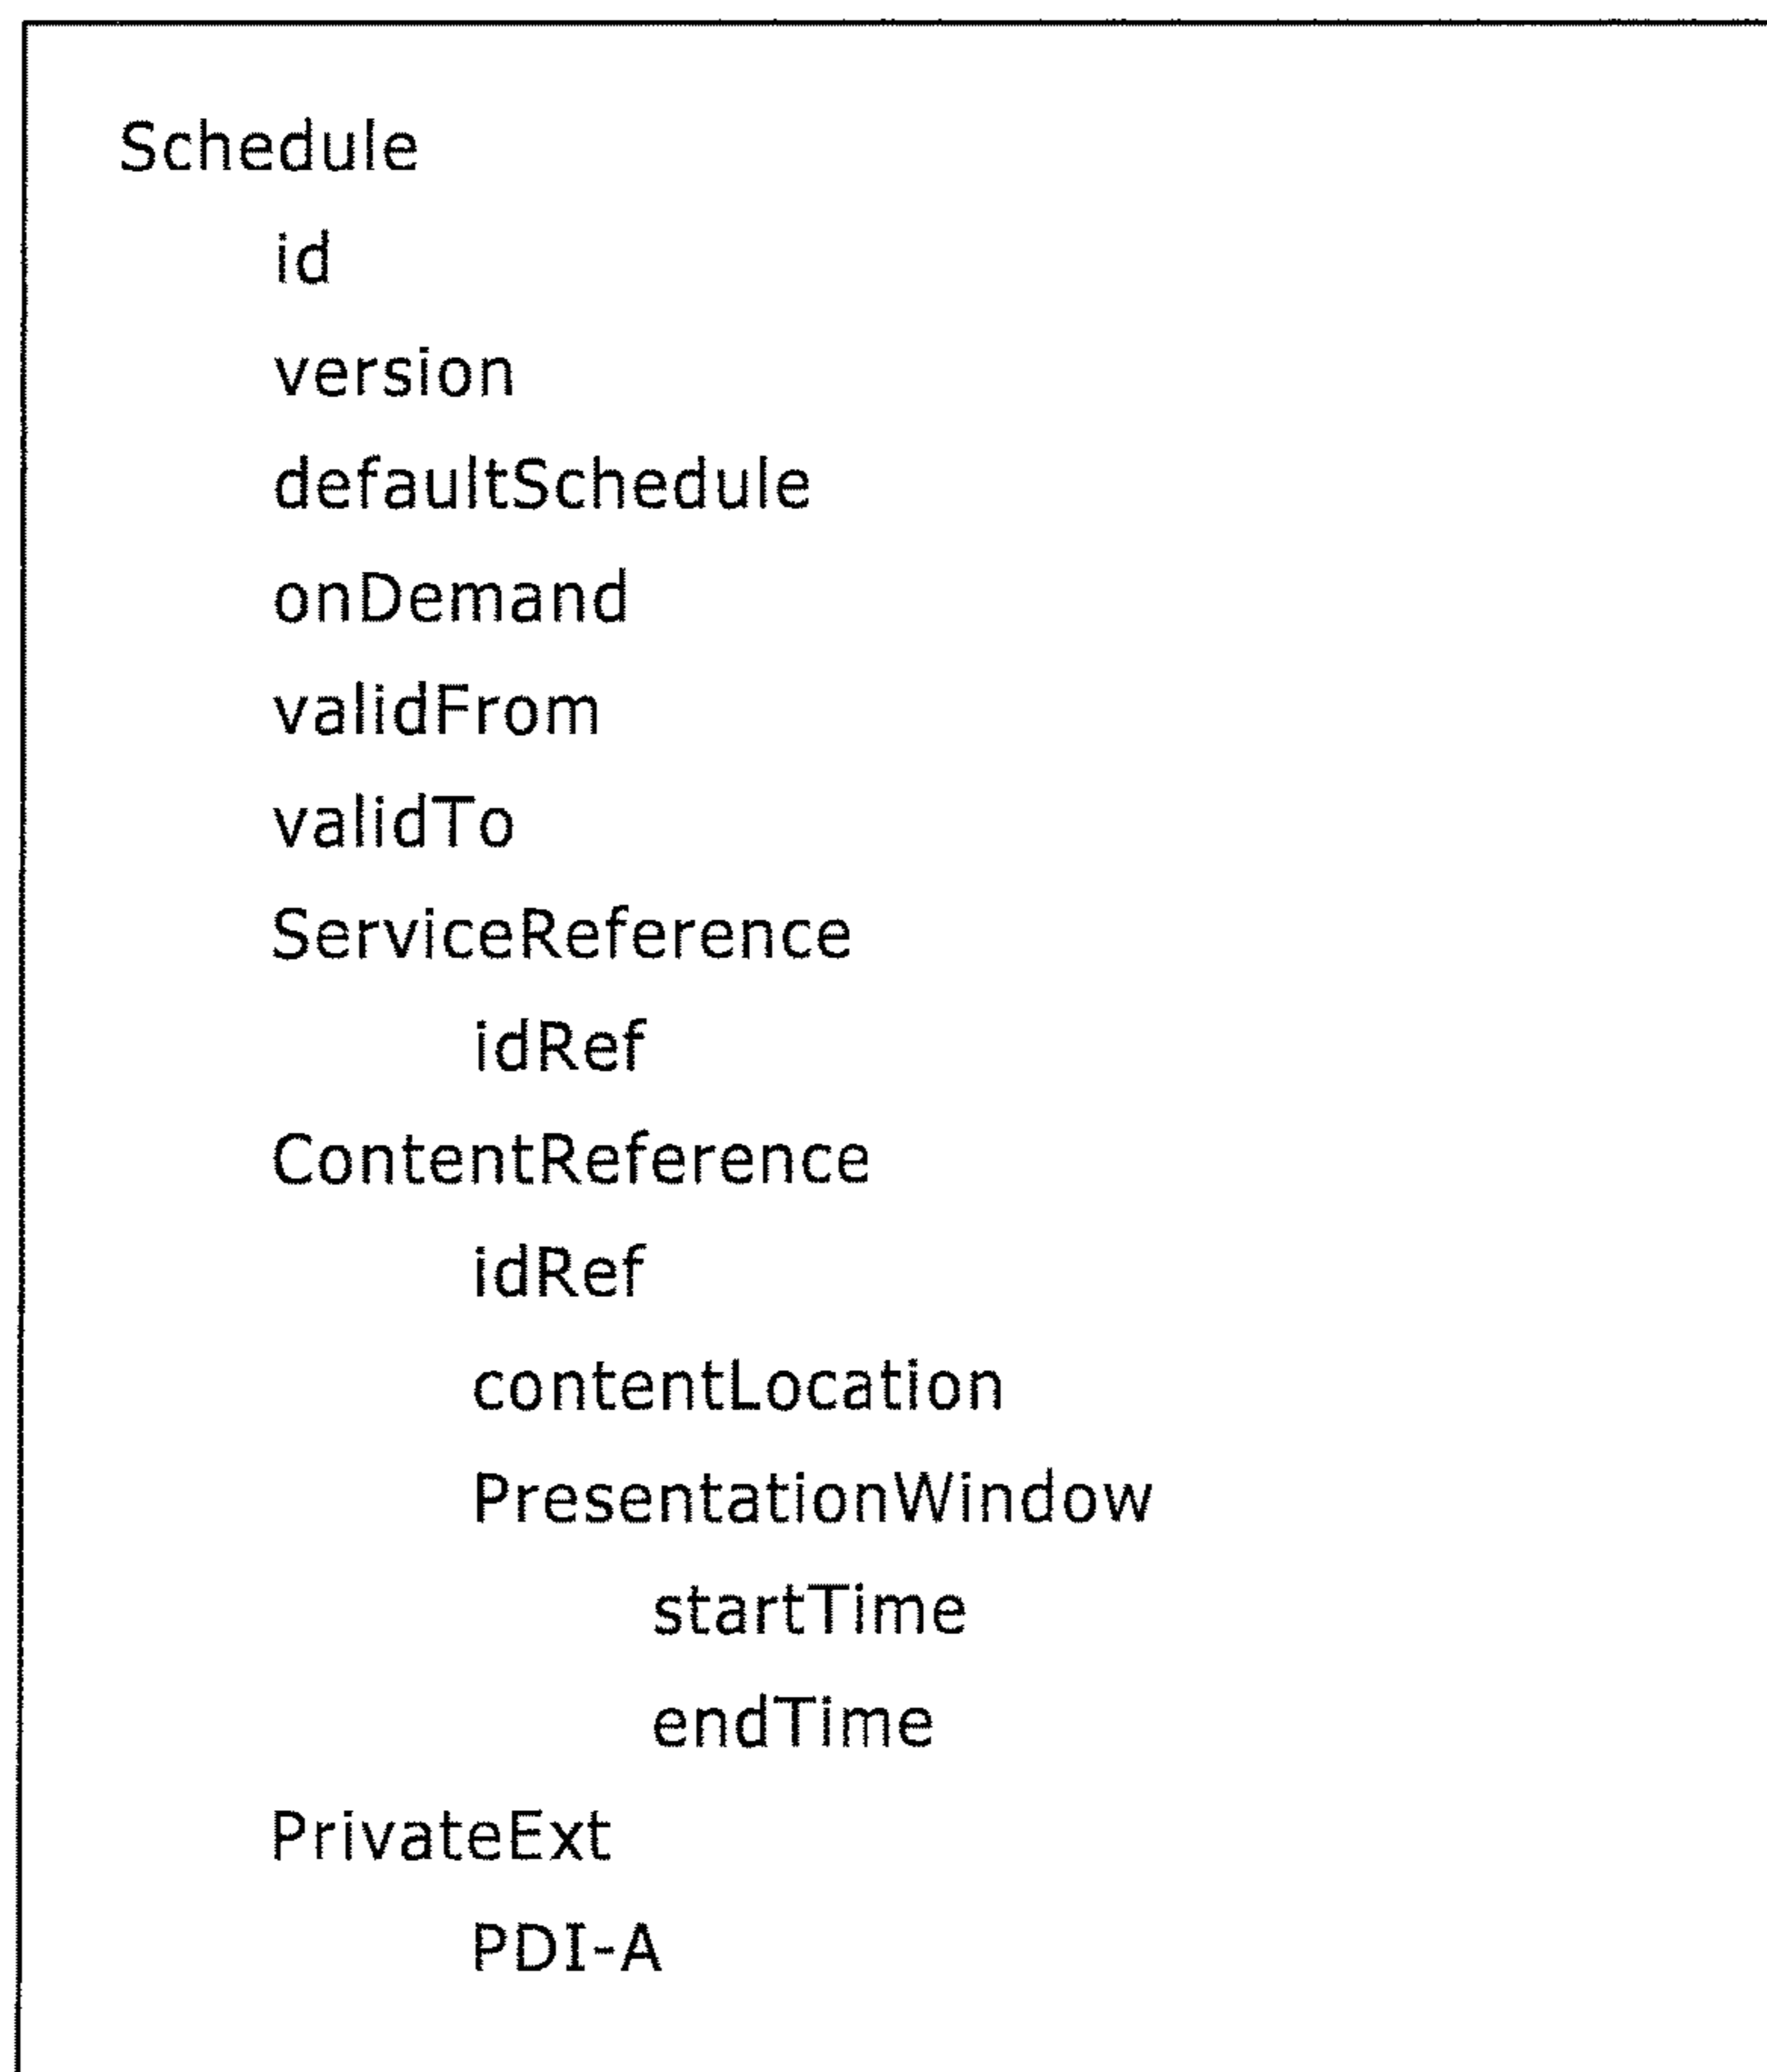 Schedule
id
version
defaultSchedule
onDemand
validFrom
validTo
ServiceReference
idRef
ContentReference
idRef
contentLocation
PresentationWindow
startTime
endTime
PrivateExt
PDI-A